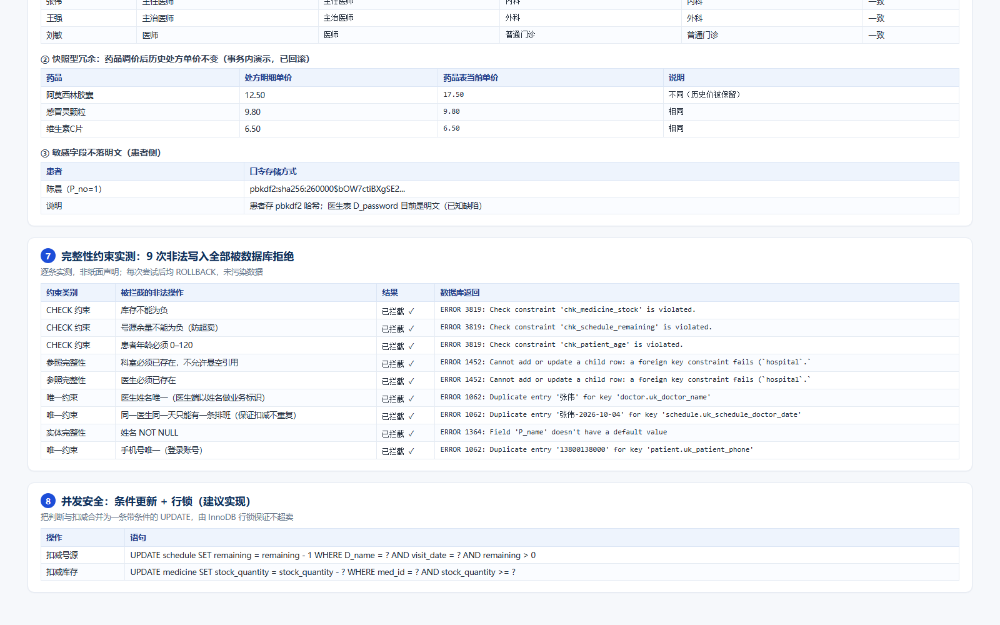 张伟 主任医师 主任医师 内科 内科 一致
王强 主治医师 主治医师 外科 外科 一致
刘敏 医师 医师 普通门诊 普通门诊 一致
② 快照型冗余：药品调价后历史处方单价不变（事务内演示，已回滚）
药品 处方明细单价 药品表当前单价 说明
阿莫西林胶囊 12.50 17.50 不同（历史价被保留）
感冒灵颗粒 9.80 9.80 相同
维生素C片 6.50 6.50 相同
③ 敏感字段不落明文（患者侧）
患者 口令存储方式
陈晨（P_no=1） pbkdf2:sha256:260000$bOW7ctiBXgSE2...
说明 患者存 pbkdf2 哈希；医生表 D_password 目前是明文（已知缺陷）
7 完整性约束实测：9 次非法写入全部被数据库拒绝
逐条实测，非纸面声明；每次尝试后均 ROLLBACK，未污染数据
约束类别 被拦截的非法操作 结果 数据库返回
CHECK 约束 库存不能为负 已拦截 ✓ ERROR 3819: Check constraint 'chk_medicine_stock' is violated.
CHECK 约束 号源余量不能为负（防超卖） 已拦截 ✓ ERROR 3819: Check constraint 'chk_schedule_remaining' is violated.
CHECK 约束 患者年龄必须 0–120 已拦截 ✓ ERROR 3819: Check constraint 'chk_patient_age' is violated.
参照完整性 科室必须已存在，不允许悬空引用 已拦截 ✓ ERROR 1452: Cannot add or update a child row: a foreign key constraint fails (`hospital`.`
参照完整性 医生必须已存在 已拦截 ✓ ERROR 1452: Cannot add or update a child row: a foreign key constraint fails (`hospital`.`
唯一约束 医生姓名唯一（医生端以姓名做业务标识） 已拦截 ✓ ERROR 1062: Duplicate entry '张伟' for key 'doctor.uk_doctor_name'
唯一约束 同一医生同一天只能有一条排班（保证扣减不重复） 已拦截 ✓ ERROR 1062: Duplicate entry '张伟-2026-10-04' for key 'schedule.uk_schedule_doctor_date'
实体完整性 姓名 NOT NULL 已拦截 ✓ ERROR 1364: Field 'P_name' doesn't have a default value
唯一约束 手机号唯一（登录账号） 已拦截 ✓ ERROR 1062: Duplicate entry '13800138000' for key 'patient.uk_patient_phone'
8 并发安全：条件更新 + 行锁（建议实现）
把判断与扣减合并为一条带条件的 UPDATE，由 InnoDB 行锁保证不超卖
操作 语句
扣减号源 UPDATE schedule SET remaining = remaining - 1 WHERE D_name = ? AND visit_date = ? AND remaining > 0
扣减库存 UPDATE medicine SET stock_quantity = stock_quantity - ? WHERE med_id = ? AND stock_quantity >= ?